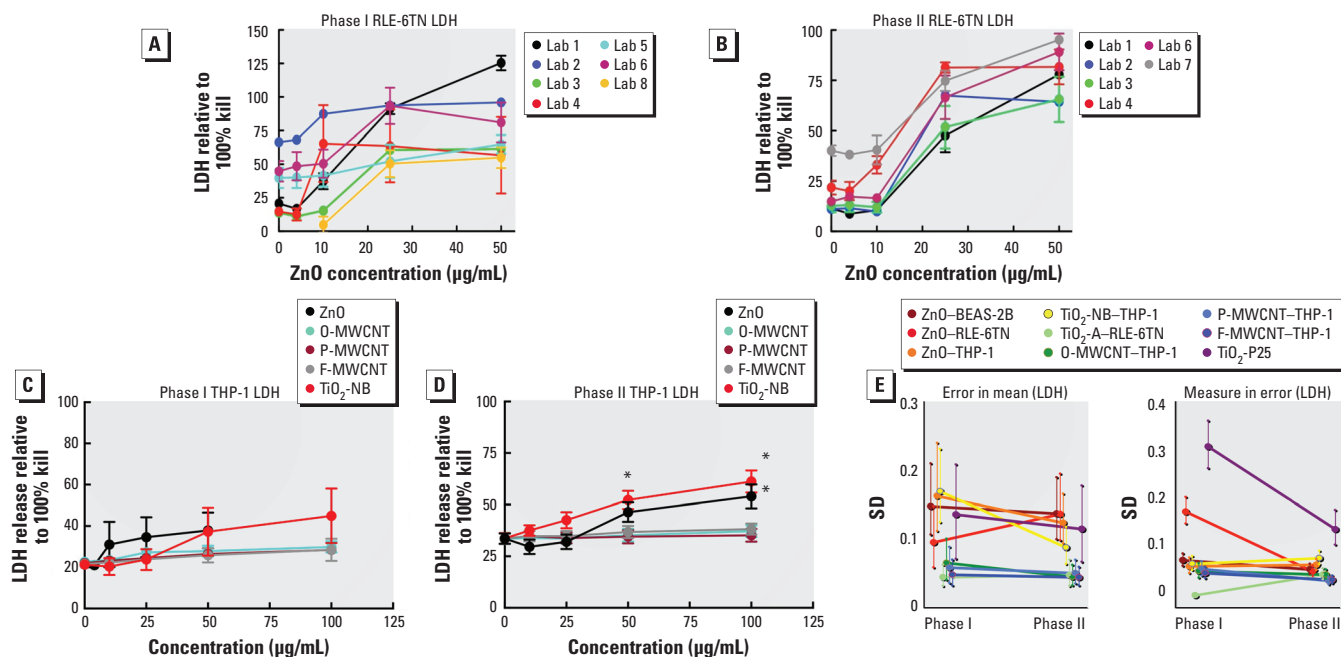 A
Phase I RLE-6TN LDH
LDH relative to
100% kill
150
125
100
75
50
25
0
0 10 20 30 40 50
ZnO concentration (µg/mL)
Lab 1
Lab 2
Lab 3
Lab 4
Lab 5
Lab 6
Lab 8
B
Phase II RLE-6TN LDH
LDH relative to
100% kill
100
75
50
25
0
0 10 20 30 40 50
ZnO concentration (µg/mL)
Lab 1
Lab 2
Lab 3
Lab 4
Lab 6
Lab 7
C
Phase I THP-1 LDH
ZnO
O-MWCNT
P-MWCNT
F-MWCNT
TiO₂-NB
LDH release relative
to 100% kill
100
80
60
40
20
0
0 25 50 75 100 125
Concentration (µg/mL)
D
Phase II THP-1 LDH
ZnO
O-MWCNT
P-MWCNT
F-MWCNT
TiO₂-NB
LDH release relative
to 100% kill
100
75
50
25
0
*
*
*
0 25 50 75 100 125
Concentration (µg/mL)
ZnO–BEAS-2B
ZnO–RLE-6TN
ZnO–THP-1
TiO₂-NB–THP-1
TiO₂-A–RLE-6TN
O-MWCNT–THP-1
P-MWCNT–THP-1
F-MWCNT–THP-1
TiO₂-P25
E
Error in mean (LDH)
SD
0.3
0.2
0.1
0
Phase I Phase II
Measure in error (LDH)
SD
0.4
0.3
0.2
0.1
0
Phase I Phase II